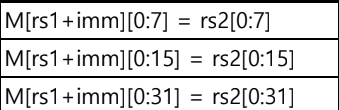 M[rs1+imm][0:7] = rs2[0:7]
M[rs1+imm][0:15] = rs2[0:15]
M[rs1+imm][0:31] = rs2[0:31]